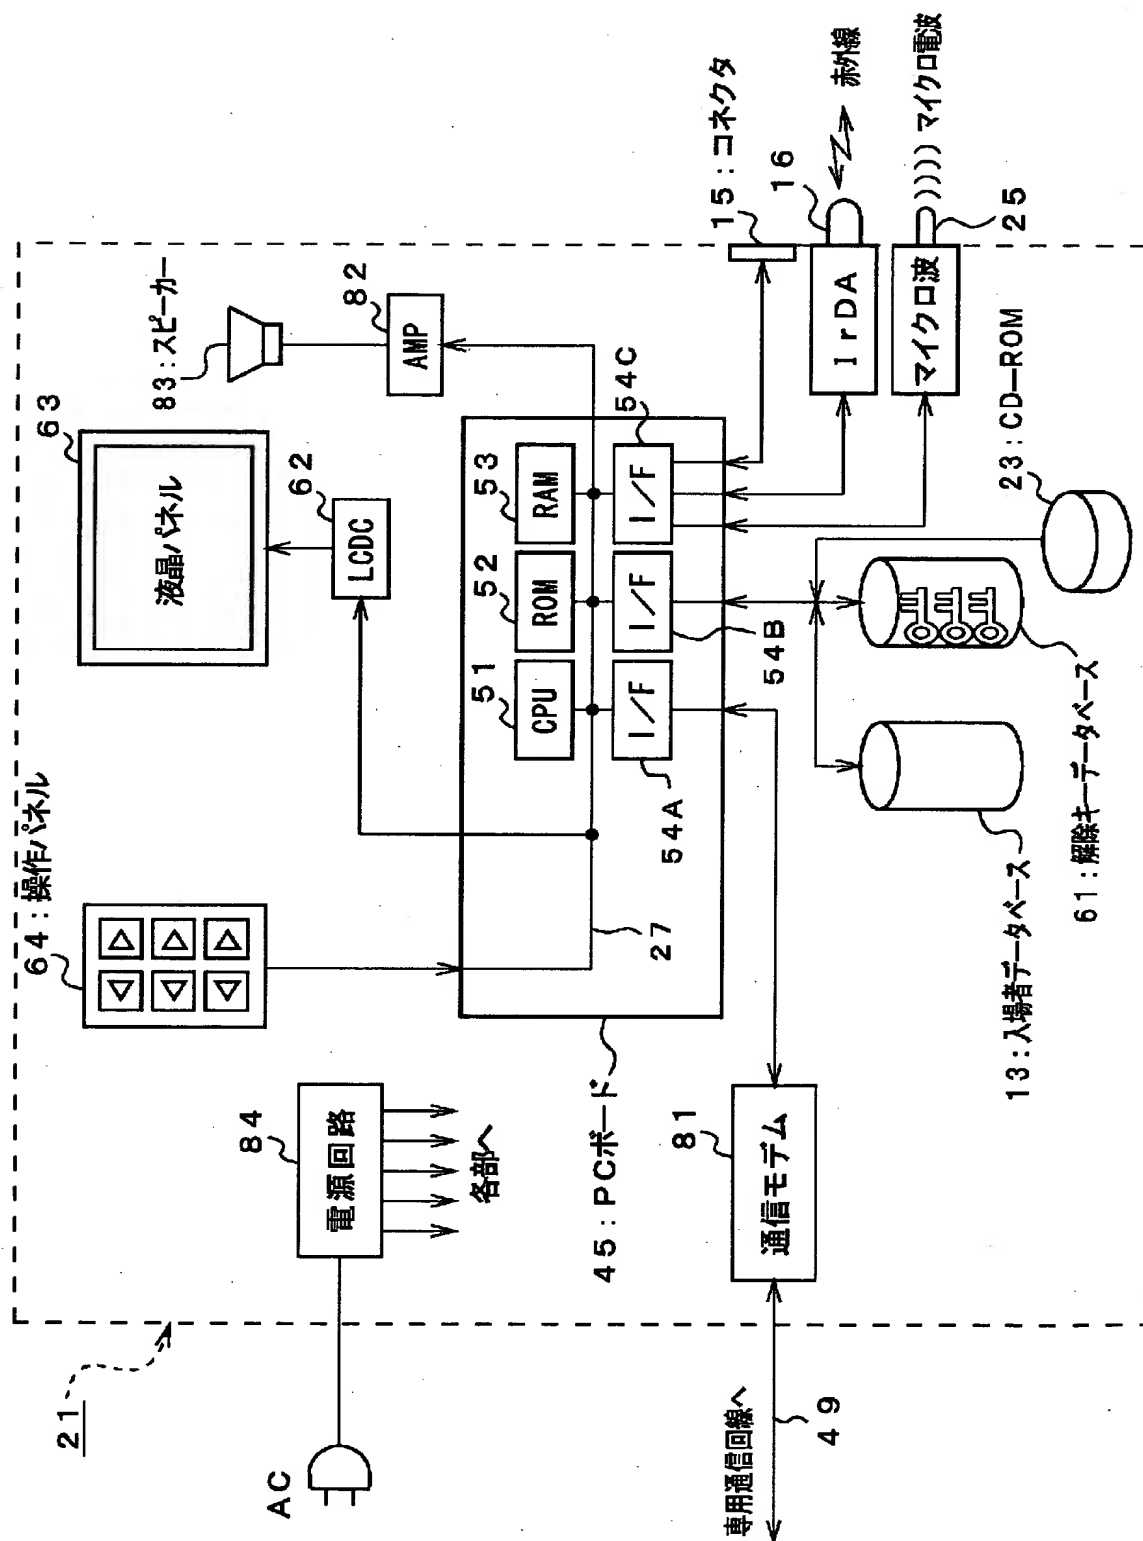 21
AC
84
電源回路
各部へ
64:操作パネル
63
液晶パネル
62
LCDC
83:スピーカー
82
AMP
51
CPU
52
ROM
53
RAM
27
54A
I/F
54B
I/F
54C
I/F
45:PCボード
15:コネクタ
16
IrDA
赤外線
マイクロ波
25
マイクロ電波
81
通信モデム
専用通信回線へ
49
13:入場者データベース
61:解除キーデータベース
23:CD—ROM